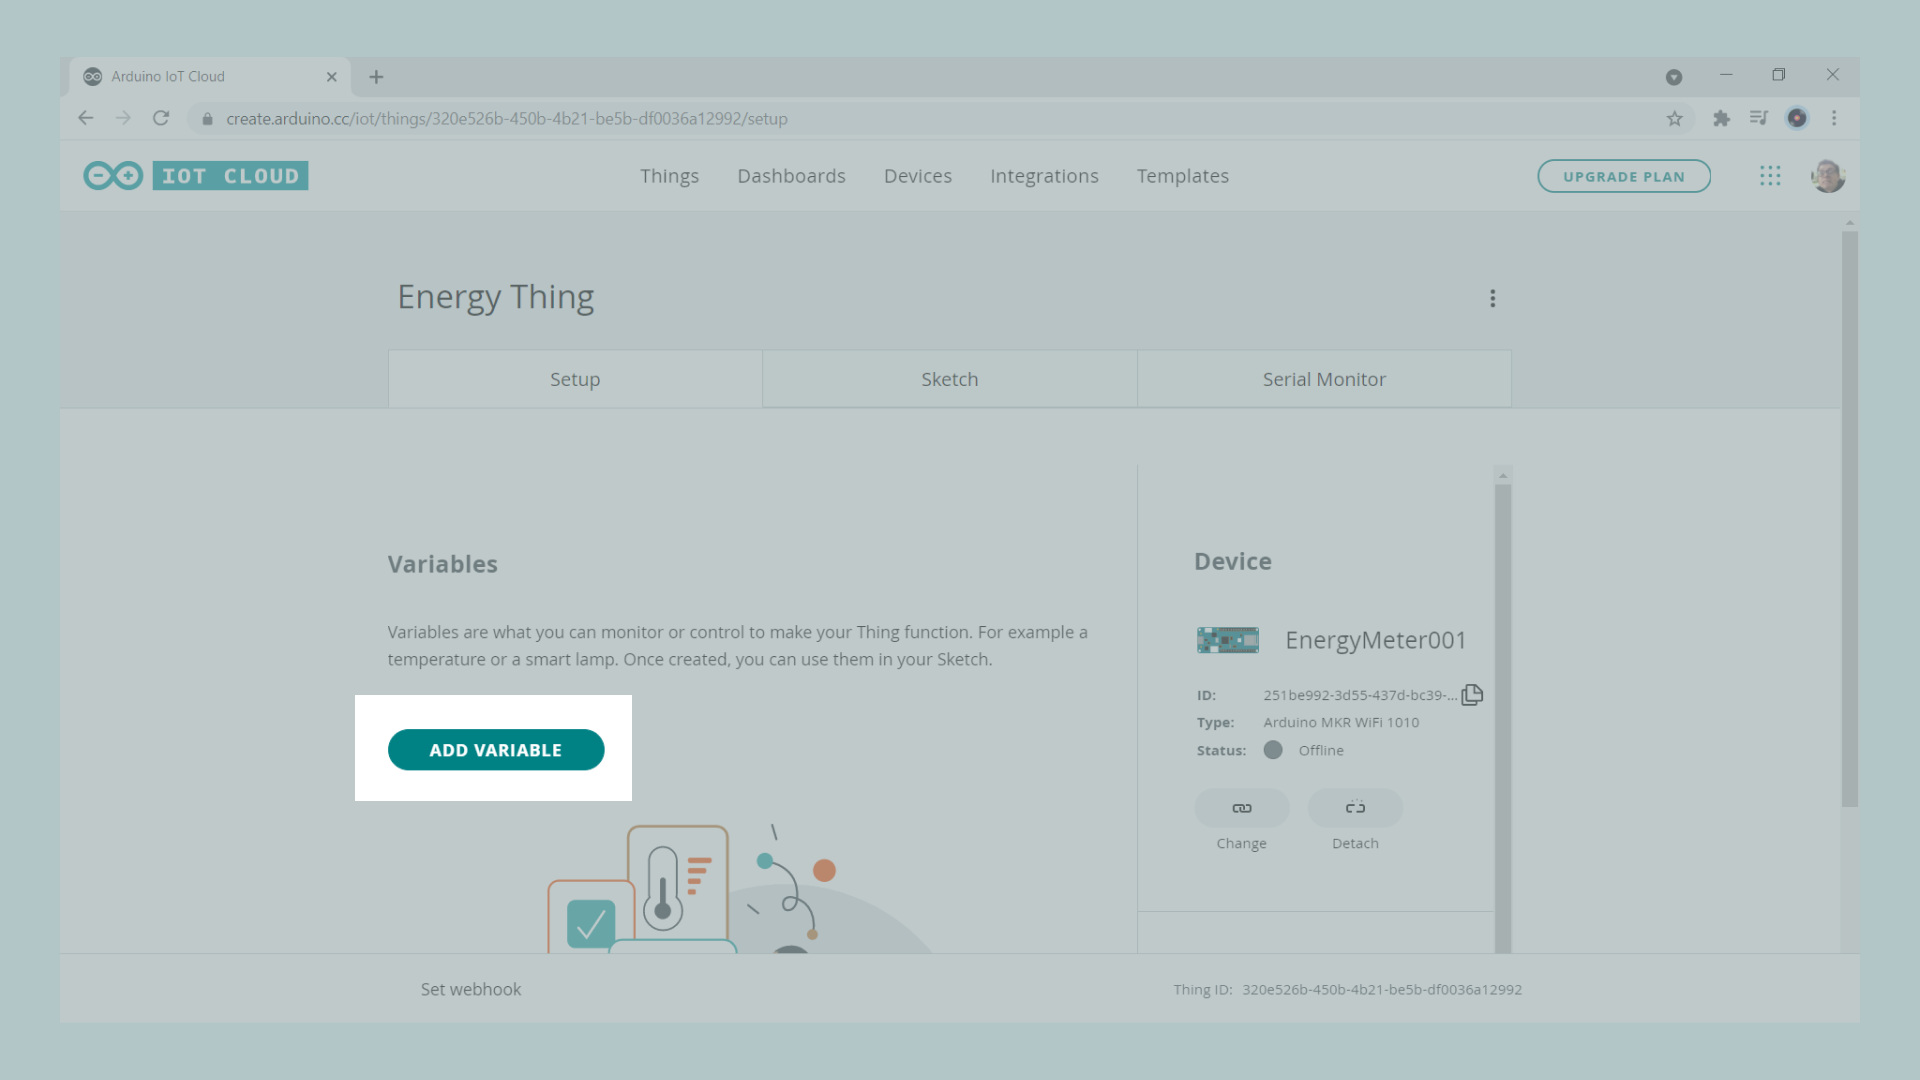 Arduino IoT Cloud
create.arduino.cc/iot/things/320e526b-450b-4b21-be5b-df0036a12992/setup
IOT CLOUD
Things
Dashboards
Devices
Integrations
Templates
UPGRADE PLAN
Energy Thing
Setup
Sketch
Serial Monitor
Variables
Variables are what you can monitor or control to make your Thing function. For example a
temperature or a smart lamp. Once created, you can use them in your Sketch.
ADD VARIABLE
Device
EnergyMeter001
ID: 251be992-3d55-437d-bc39-...
Type: Arduino MKR WiFi 1010
Status: Offline
Change
Detach
Set webhook
Thing ID: 320e526b-450b-4b21-be5b-df0036a12992